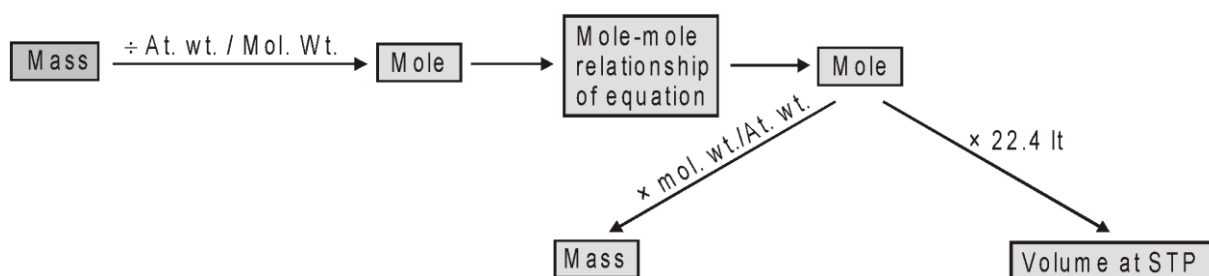 Mass
÷ At. wt. / Mol. Wt.
Mole
Mole-mole
relationship
of equation
Mole
× mol. wt./At. wt.
× 22.4 lt
Mass
Volume at STP